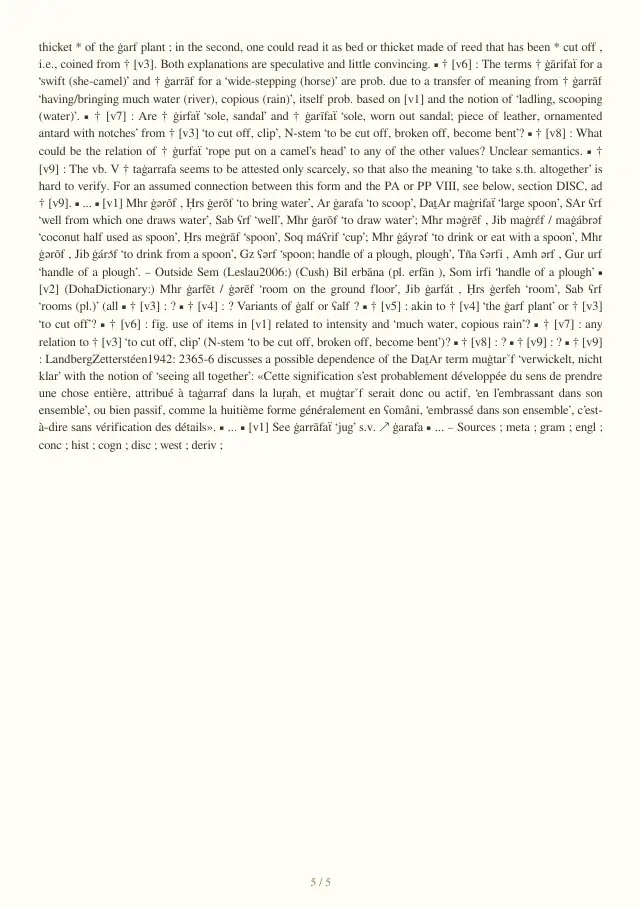 thicket * of the ġarf plant ; in the second, one could read it as bed or thicket made of reed that has been * cut off ,
i.e., coined from † [v3]. Both explanations are speculative and little convincing. ▪ † [v6] : The terms † ġārifaẗ for a
‘swift (she-camel)’ and † ġarrāf for a ‘wide-stepping (horse)’ are prob. due to a transfer of meaning from † ġarrāf
‘having/bringing much water (river), copious (rain)’, itself prob. based on [v1] and the notion of ‘ladling, scooping
(water)’. ▪ † [v7] : Are † ġirfaẗ ‘sole, sandal’ and † ġarīfaẗ ‘sole, worn out sandal; piece of leather, ornamented
antard with notches’ from † [v3] ‘to cut off, clip’, N-stem ‘to be cut off, broken off, become bent’? ▪ † [v8] : What
could be the relation of † ġurfaẗ ‘rope put on a camel’s head’ to any of the other values? Unclear semantics. ▪ †
[v9] : The vb. V † taġarrafa seems to be attested only scarcely, so that also the meaning ‘to take s.th. altogether’ is
hard to verify. For an assumed connection between this form and the PA or PP VIII, see below, section DISC, ad
† [v9]. ▪ ... ▪ [v1] Mhr ġərōf , Ḥrs ġerōf ‘to bring water’, Ar ġarafa ‘to scoop’, DaṯAr maġrifaẗ ‘large spoon’, SAr ʕrf
‘well from which one draws water’, Sab ʕrf ‘well’, Mhr ġarōf ‘to draw water’; Mhr məġrēf , Jib maġrέf / maġábrəf
‘coconut half used as spoon’, Ḥrs meġrāf ‘spoon’, Soq máʕrif ‘cup’; Mhr ġáyrəf ‘to drink or eat with a spoon’, Mhr
ġərōf , Jib ġárɔ́f ‘to drink from a spoon’, Gz ʕərf ‘spoon; handle of a plough, plough’, Tña ʕərfi , Amh ərf , Gur urf
‘handle of a plough’. – Outside Sem (Leslau2006:) (Cush) Bil erbāna (pl. erfān ), Som irfi ‘handle of a plough’ ▪
[v2] (DohaDictionary:) Mhr ġarfēt / ġərēf ‘room on the ground floor’, Jib ġarfát , Ḥrs ġerfeh ‘room’, Sab ʕrf
‘rooms (pl.)’ (all ▪ † [v3] : ? ▪ † [v4] : ? Variants of ġalf or ʕalf ? ▪ † [v5] : akin to † [v4] ‘the ġarf plant’ or † [v3]
‘to cut off’? ▪ † [v6] : fig. use of items in [v1] related to intensity and ‘much water, copious rain’? ▪ † [v7] : any
relation to † [v3] ‘to cut off, clip’ (N-stem ‘to be cut off, broken off, become bent’)? ▪ † [v8] : ? ▪ † [v9] : ? ▪ † [v9]
: LandbergZetterstéen1942: 2365-6 discusses a possible dependence of the DaṯAr term muġtarˇf ‘verwickelt, nicht
klar’ with the notion of ‘seeing all together’: «Cette signification s’est probablement développée du sens de prendre
une chose entière, attribué à taġarraf dans la luɽah, et muġtarˇf serait donc ou actif, ‘en l’embrassant dans son
ensemble’, ou bien passif, comme la huitième forme généralement en ʕomâni, ‘embrassé dans son ensemble’, c’est-
à-dire sans vérification des détails». ▪ ... ▪ [v1] See ġarrāfaẗ ‘jug’ s.v. ↗ ġarafa ▪ ... – Sources ; meta ; gram ; engl ;
conc ; hist ; cogn ; disc ; west ; deriv ;
5 / 5